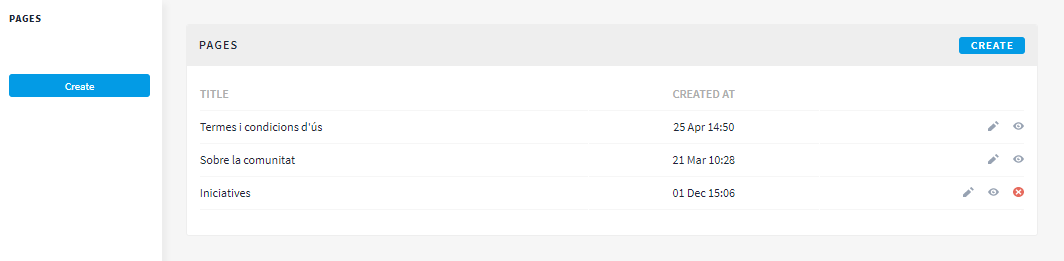 PAGES
Create
PAGES
CREATE
TITLE CREATED AT
Termes i condicions d'ús 25 Apr 14:50
Sobre la comunitat 21 Mar 10:28
Iniciatives 01 Dec 15:06